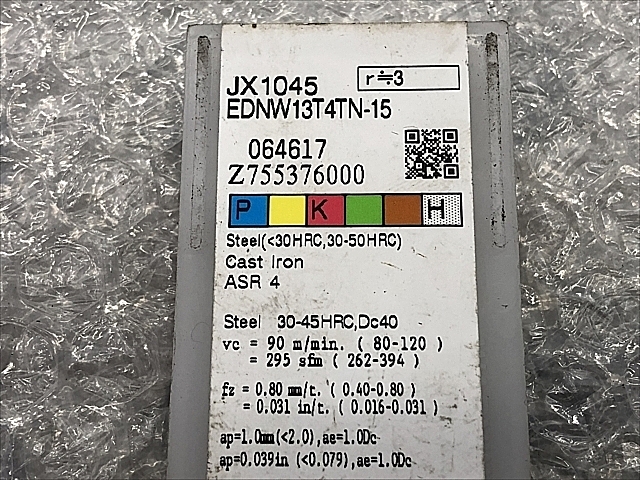 JX1045 r≒3
EDNW13T4TN-15
064617
Z755376000
P K H
Steel(<30HRC,30-50HRC)
Cast Iron
ASR 4
Steel 30-45HRC,Dc40
vc = 90 m/min. ( 80-120 )
= 295 sfm ( 262-394 )
fz = 0.80 mm/t. ( 0.40-0.80 )
= 0.031 in/t. ( 0.016-0.031 )
ap=1.0mm(<2.0),ae=1.0Dc
ap=0.039in (<0.079),ae=1.0Dc